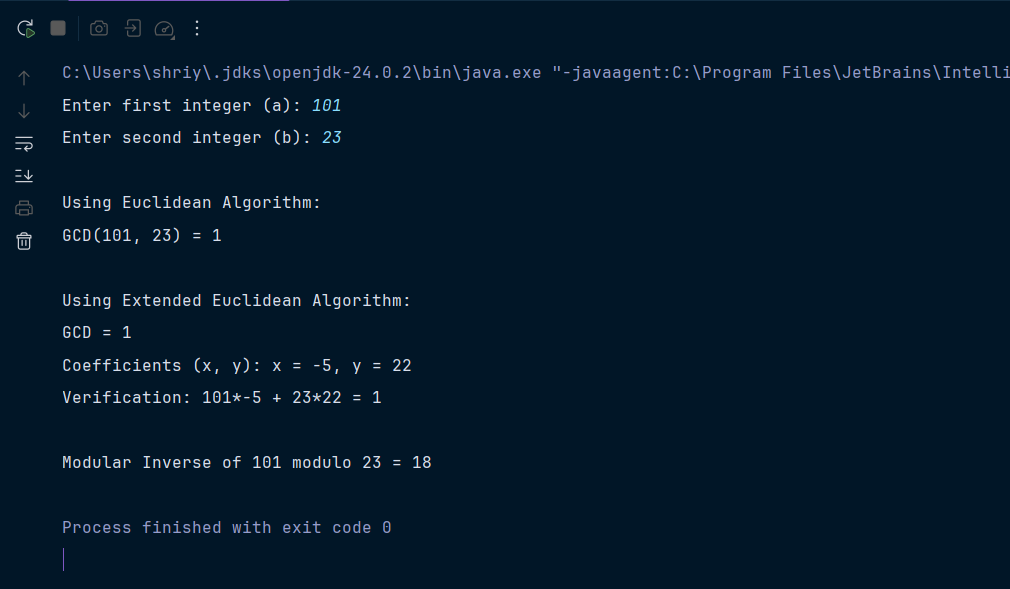 C:\Users\shriy\.jdks\openjdk-24.0.2\bin\java.exe "-javaagent:C:\Program Files\JetBrains\Intelli
Enter first integer (a): 101
Enter second integer (b): 23
Using Euclidean Algorithm:
GCD(101, 23) = 1
Using Extended Euclidean Algorithm:
GCD = 1
Coefficients (x, y): x = -5, y = 22
Verification: 101*-5 + 23*22 = 1
Modular Inverse of 101 modulo 23 = 18
Process finished with exit code 0